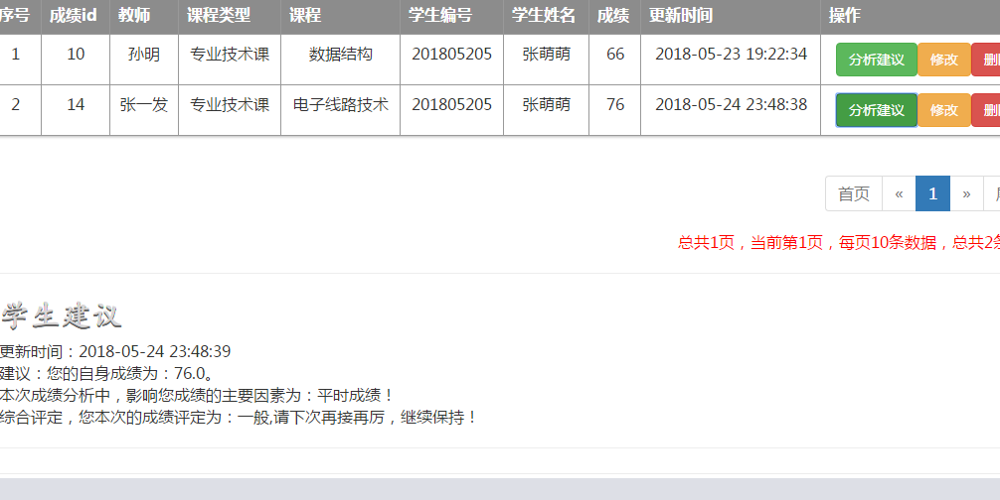 序号 成绩id 教师 课程类型 课程 学生编号 学生姓名 成绩 更新时间 操作
1 10 孙明 专业技术课 数据结构 201805205 张萌萌 66 2018-05-23 19:22:34 分析建议 修改
2 14 张一发 专业技术课 电子线路技术 201805205 张萌萌 76 2018-05-24 23:48:38 分析建议 修改
首页 « 1 »
总共1页，当前第1页，每页10条数据，总共2
学生建议
更新时间：2018-05-24 23:48:39
建议：您的自身成绩为：76.0。
本次成绩分析中，影响您成绩的主要因素为：平时成绩！
综合评定，您本次的成绩评定为：一般,请下次再接再厉，继续保持！